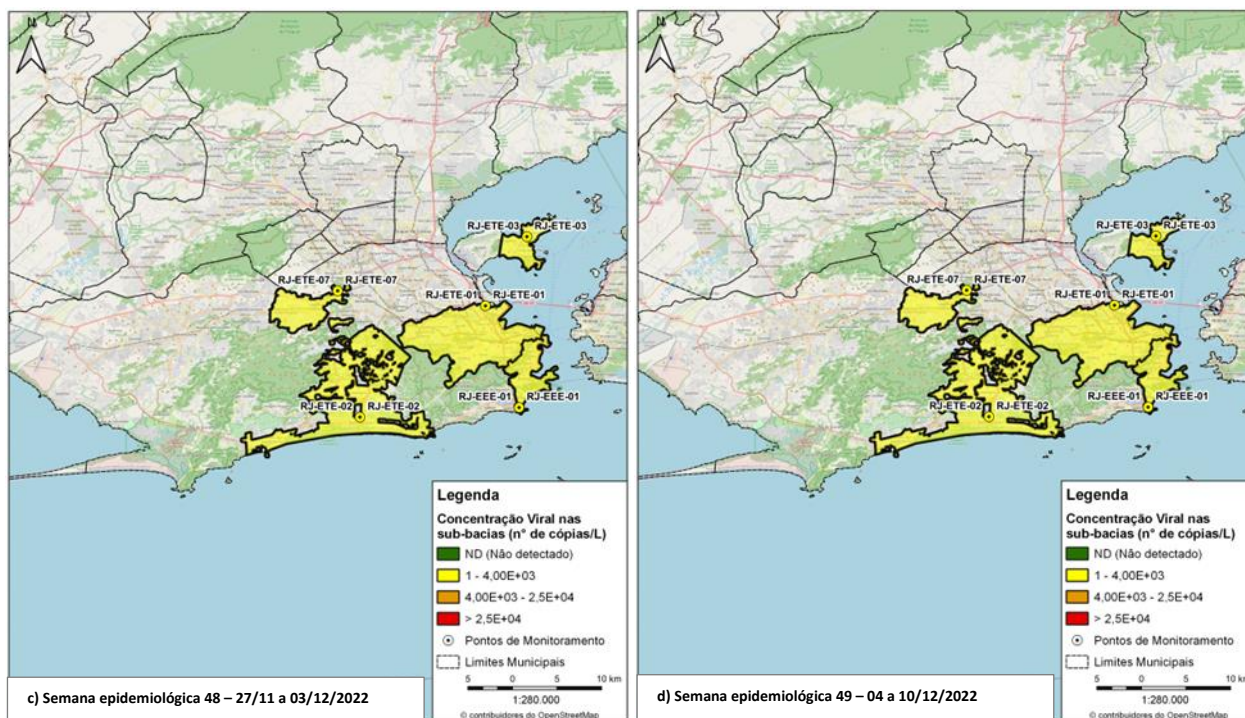 N
RJ-ETE-03 RJ-ETE-03
RJ-ETE-07 RJ-ETE-07
RJ-ETE-01 RJ-ETE-01
RJ-ETE-02 RJ-ETE-02
RJ-EEE-01 RJ-EEE-01
Legenda
Concentração Viral nas
sub-bacias (n° de cópias/L)
ND (Não detectado)
1 - 4,00E+03
4,00E+03 - 2,5E+04
> 2,5E+04
Pontos de Monitoramento
Limites Municipais
5 0 5 10 km
1:280.000
© contribuidores do OpenStreetMap
c) Semana epidemiológica 48 – 27/11 a 03/12/2022
N
RJ-ETE-03 RJ-ETE-03
RJ-ETE-07 RJ-ETE-07
RJ-ETE-01 RJ-ETE-01
RJ-ETE-02 RJ-ETE-02
RJ-EEE-01 RJ-EEE-01
Legenda
Concentração Viral nas
sub-bacias (n° de cópias/L)
ND (Não detectado)
1 - 4,00E+03
4,00E+03 - 2,5E+04
> 2,5E+04
Pontos de Monitoramento
Limites Municipais
5 0 5 10 km
1:280.000
© contribuidores do OpenStreetMap
d) Semana epidemiológica 49 – 04 a 10/12/2022